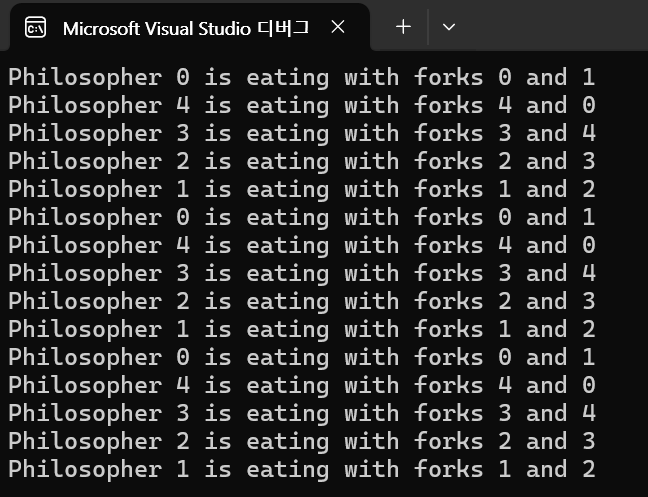 Microsoft Visual Studio 디버그
Philosopher 0 is eating with forks 0 and 1
Philosopher 4 is eating with forks 4 and 0
Philosopher 3 is eating with forks 3 and 4
Philosopher 2 is eating with forks 2 and 3
Philosopher 1 is eating with forks 1 and 2
Philosopher 0 is eating with forks 0 and 1
Philosopher 4 is eating with forks 4 and 0
Philosopher 3 is eating with forks 3 and 4
Philosopher 2 is eating with forks 2 and 3
Philosopher 1 is eating with forks 1 and 2
Philosopher 0 is eating with forks 0 and 1
Philosopher 4 is eating with forks 4 and 0
Philosopher 3 is eating with forks 3 and 4
Philosopher 2 is eating with forks 2 and 3
Philosopher 1 is eating with forks 1 and 2